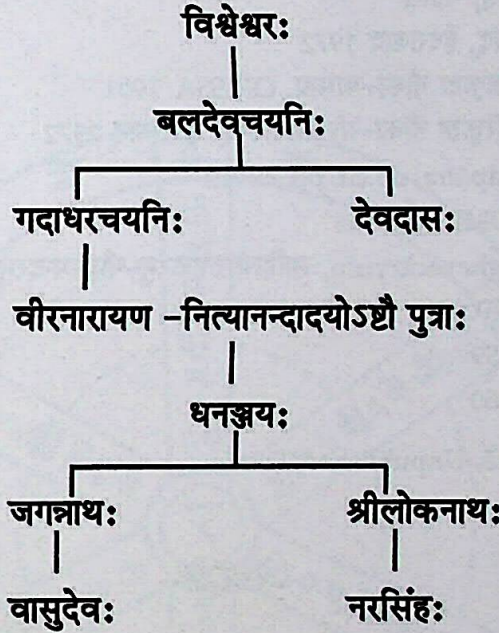 विश्वेश्वर:
बलदेवचयनि:
गदाधरचयनि: देवदास:
वीरनारायण –नित्यानन्दादयोऽष्टौ पुत्रा:
धनञ्जय:
जगन्नाथ: श्रीलोकनाथ:
वासुदेव: नरसिंह: